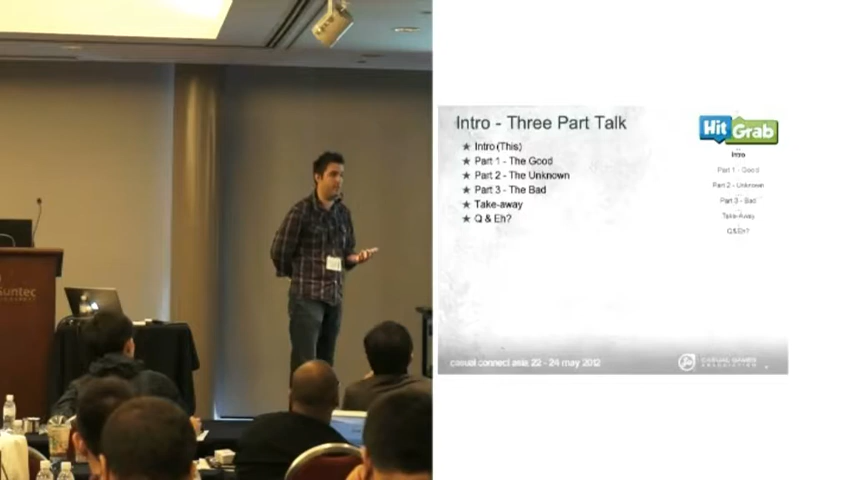 Suntec
Intro - Three Part Talk
★ Intro (This)
★ Part 1 - The Good
★ Part 2 - The Unknown
★ Part 3 - The Bad
★ Take-away
★ Q & Eh?
Hit Grab
Intro
Part 1 - Good
Part 2 - Unknown
Part 3 - Bad
Take-Away
Q&Eh?
casual connect asia 22 - 24 may 2012
CASUAL GAMES
ASSOCIATION